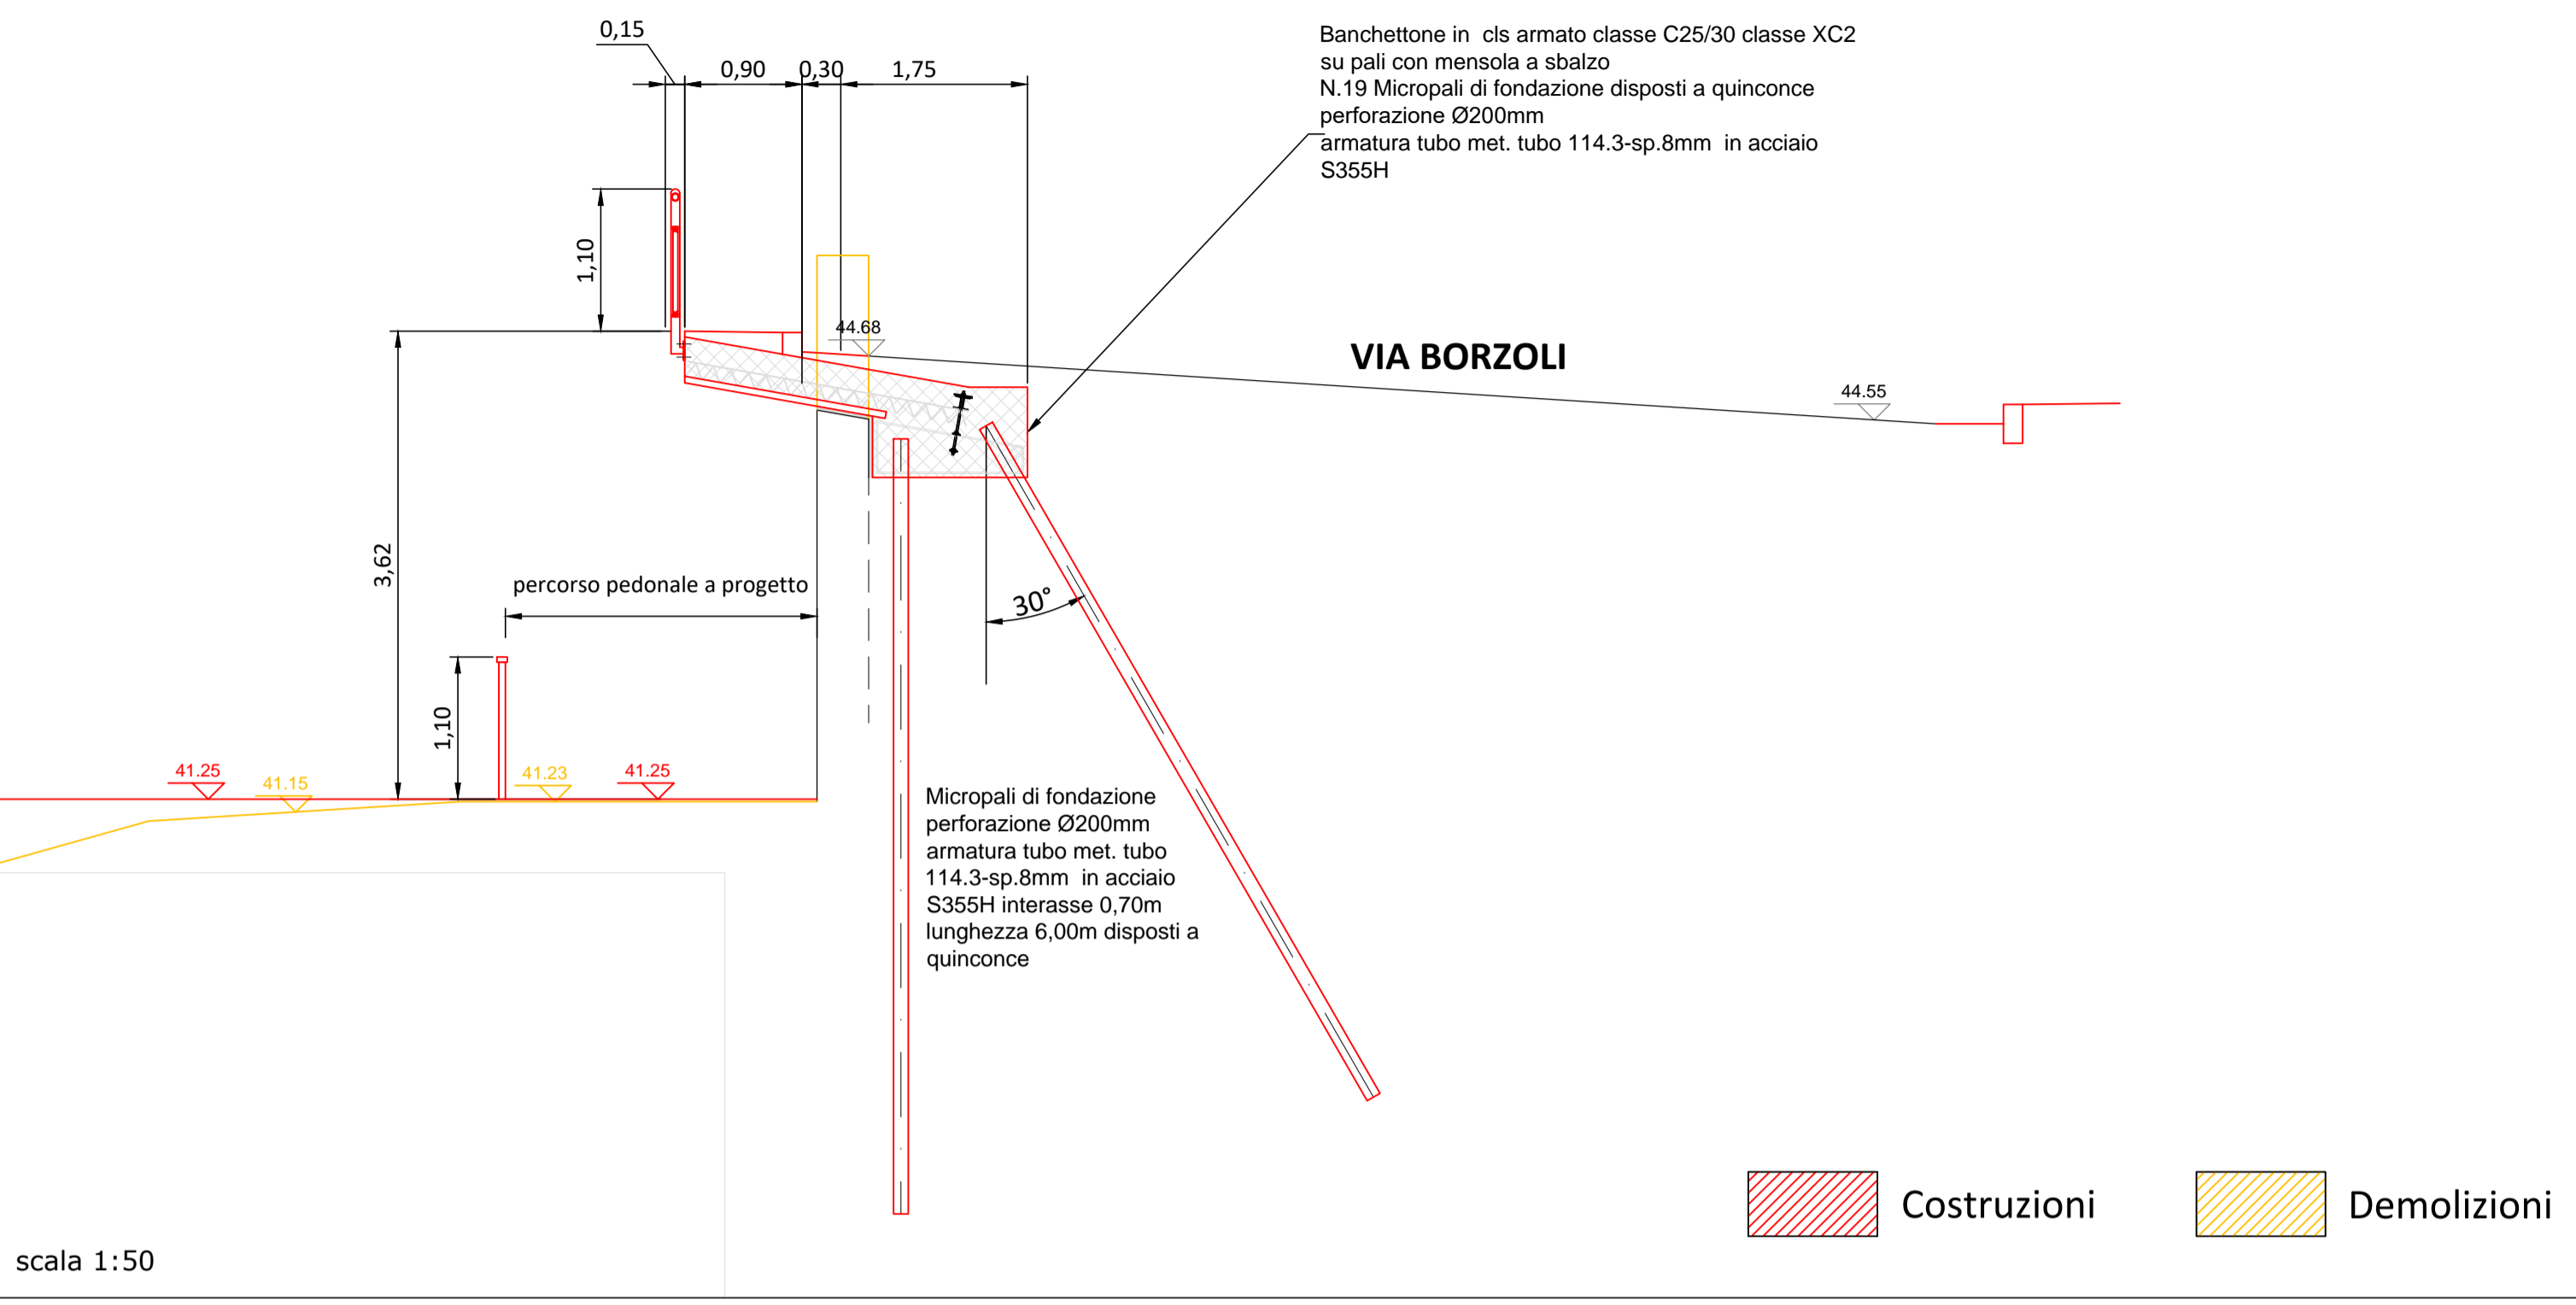 0,15
0,90
0,30
1,75
Banchettone in cls armato classe C25/30 classe XC2
su pali con mensola a sbalzo
N.19 Micropali di fondazione disposti a quinconce
perforazione Ø200mm
armatura tubo met. tubo 114.3-sp.8mm in acciaio
S355H
1,10
44.68
VIA BORZOLI
44.55
3,62
percorso pedonale a progetto
30°
1,10
41.25
41.15
41.23
41.25
Micropali di fondazione
perforazione Ø200mm
armatura tubo met. tubo
114.3-sp.8mm in acciaio
S355H interasse 0,70m
lunghezza 6,00m disposti a
quinconce
Costruzioni
Demolizioni
scala 1:50